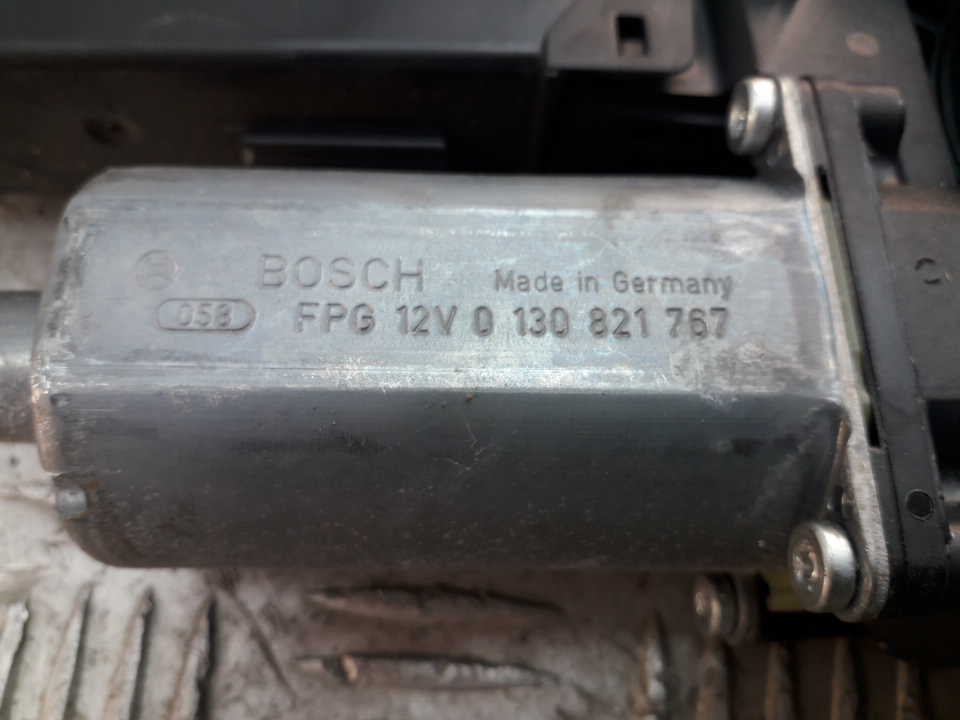 BOSCH Made in Germany
058 FPG 12V 0 130 821 767